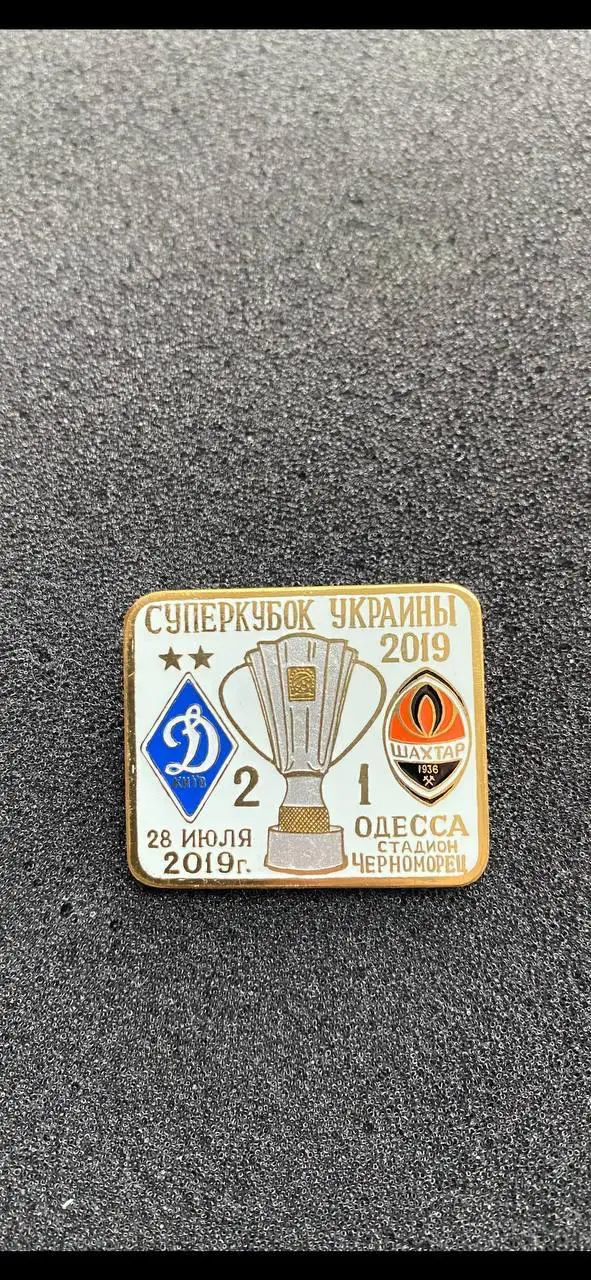 СУПЕРКУБОК УКРАИНЫ
2019
Д
КИЇВ
ШАХТАР
1936
2 1
28 ИЮЛЯ
2019г.
ОДЕССА
СТАДИОН
ЧЕРНОМОРЕЦ